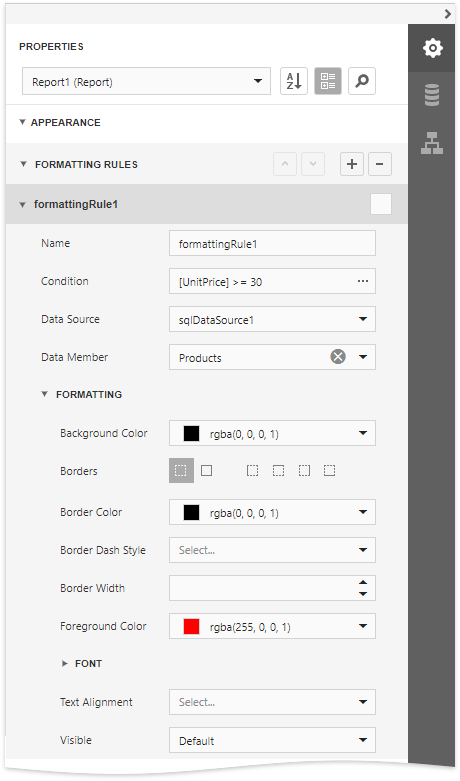 PROPERTIES
Report1 (Report)
A
Z
APPEARANCE
FORMATTING RULES
formattingRule1
Name formattingRule1
Condition [UnitPrice] >= 30 ...
Data Source sqlDataSource1
Data Member Products
FORMATTING
Background Color rgba(0, 0, 0, 1)
Borders
Border Color rgba(0, 0, 0, 1)
Border Dash Style Select...
Border Width
Foreground Color rgba(255, 0, 0, 1)
FONT
Text Alignment Select...
Visible Default